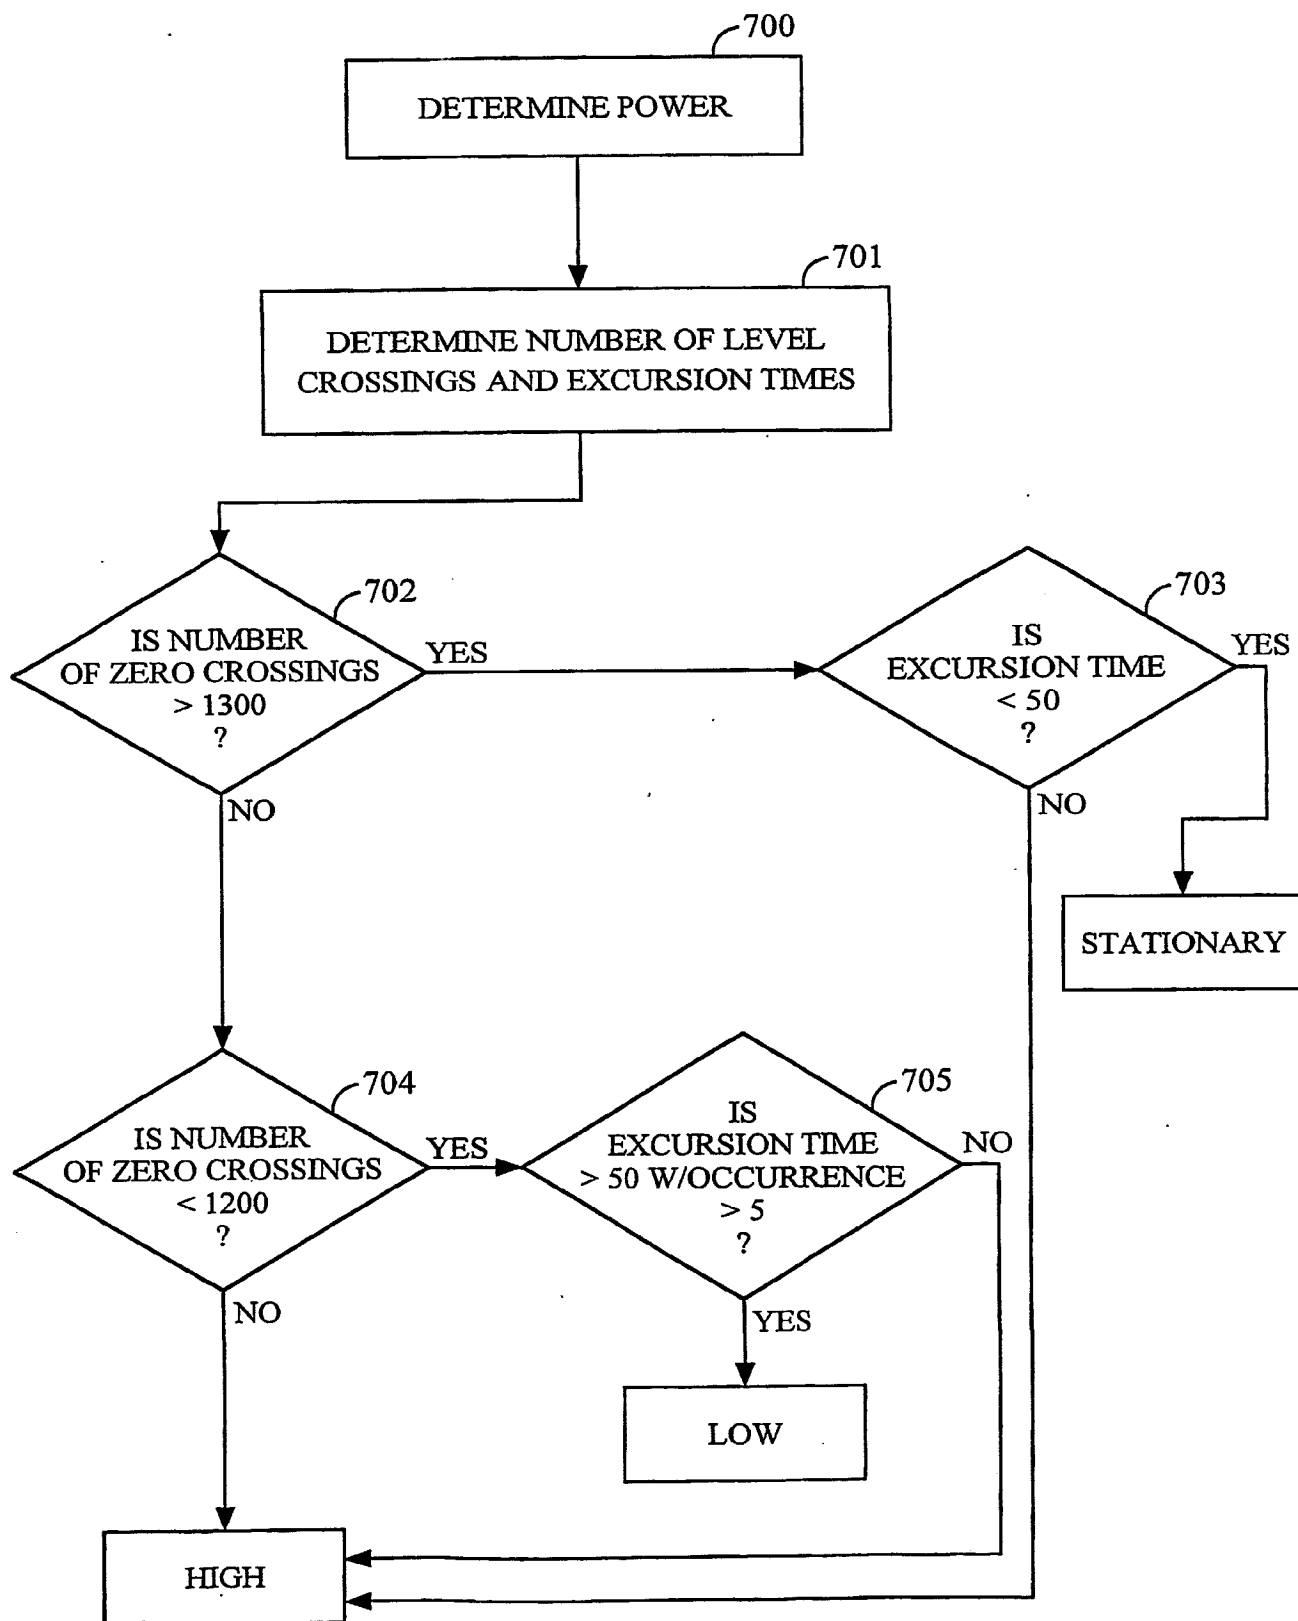 700
DETERMINE POWER
701
DETERMINE NUMBER OF LEVEL
CROSSINGS AND EXCURSION TIMES
702
IS NUMBER
OF ZERO CROSSINGS
> 1300
?
YES
NO
703
IS
EXCURSION TIME
< 50
?
YES
NO
STATIONARY
704
IS NUMBER
OF ZERO CROSSINGS
< 1200
?
YES
NO
705
IS
EXCURSION TIME
> 50 W/OCCURRENCE
> 5
?
NO
YES
LOW
HIGH